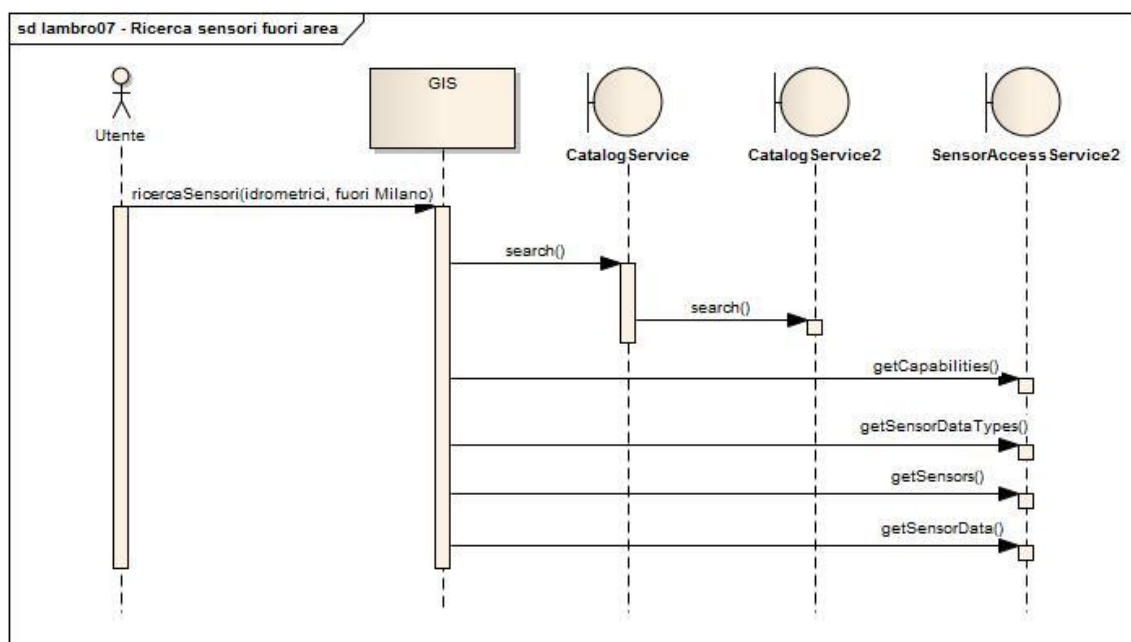 sd lambro07 - Ricerca sensori fuori area
Utente
GIS
CatalogService
CatalogService2
SensorAccessService2
ricercaSensori(idrometrici, fuori Milano)
search()
search()
getCapabilities()
getSensorDataTypes()
getSensors()
getSensorData()